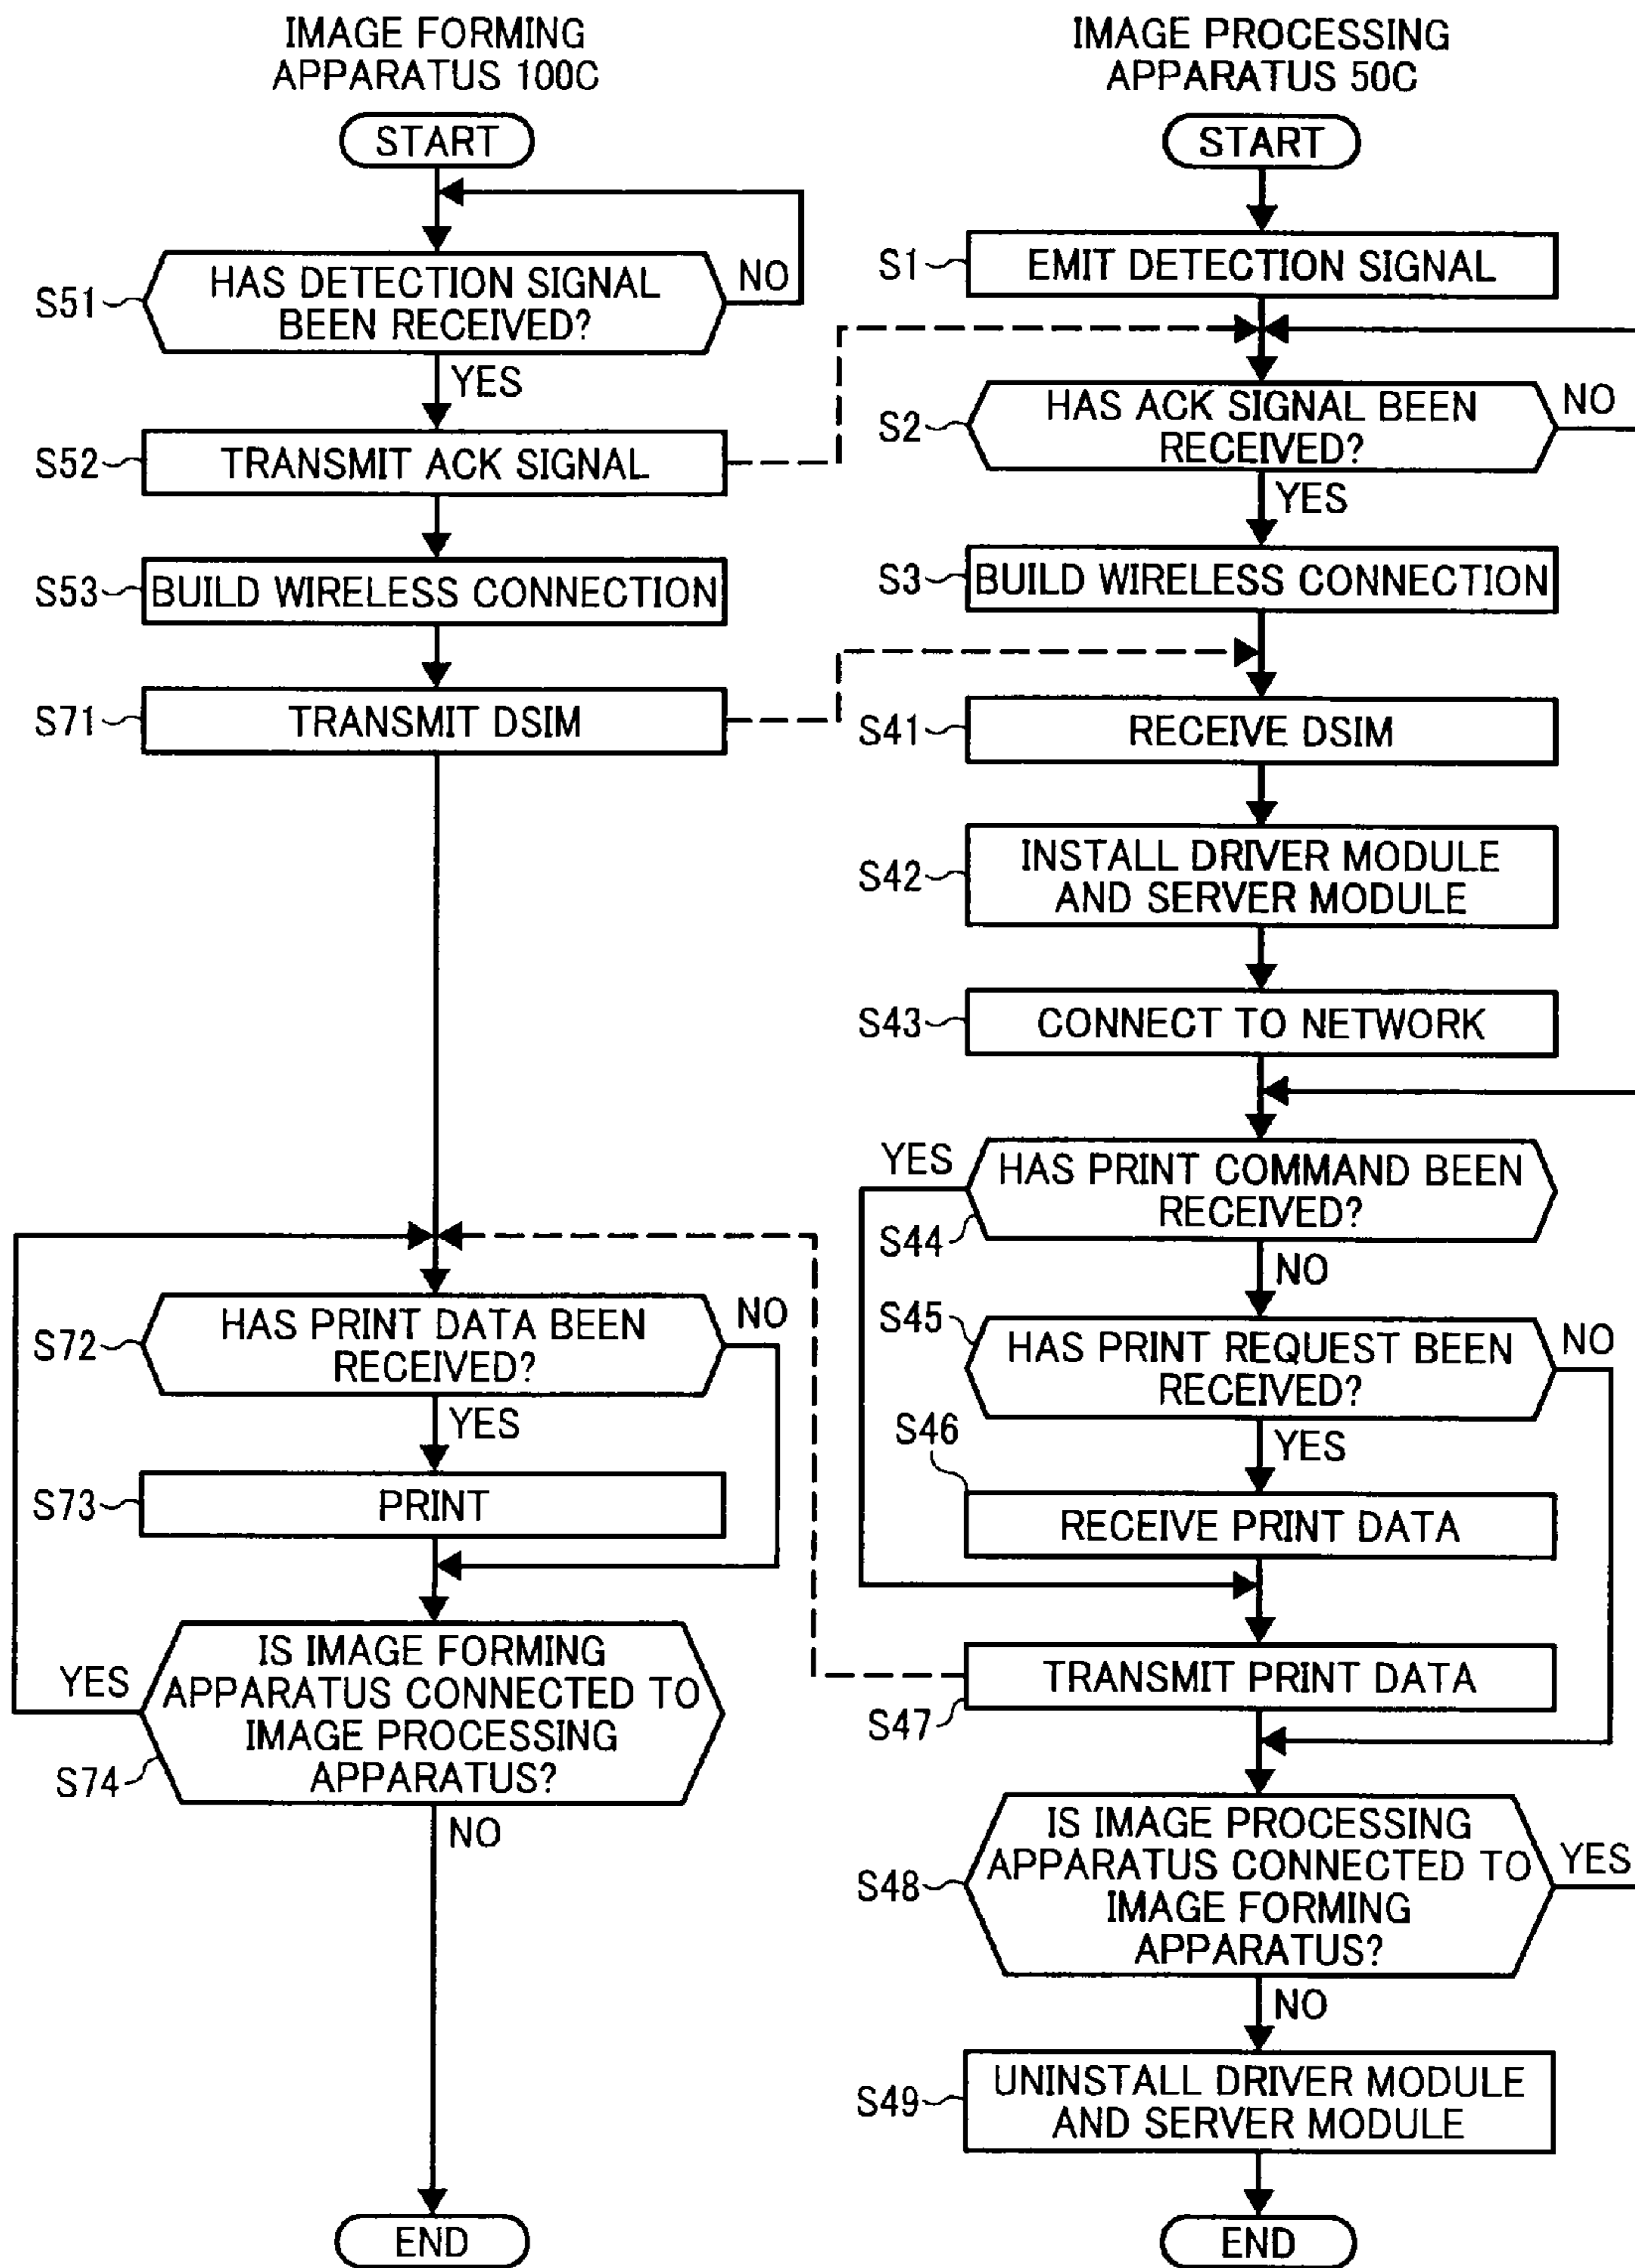 IMAGE FORMING
APPARATUS 100C
START
S51
HAS DETECTION SIGNAL
BEEN RECEIVED?
NO
YES
S52
TRANSMIT ACK SIGNAL
S53
BUILD WIRELESS CONNECTION
S71
TRANSMIT DSIM
S72
HAS PRINT DATA BEEN
RECEIVED?
NO
YES
S73
PRINT
YES
IS IMAGE FORMING
APPARATUS CONNECTED TO
IMAGE PROCESSING
APPARATUS?
S74
NO
END
IMAGE PROCESSING
APPARATUS 50C
START
S1
EMIT DETECTION SIGNAL
S2
HAS ACK SIGNAL BEEN
RECEIVED?
NO
YES
S3
BUILD WIRELESS CONNECTION
S41
RECEIVE DSIM
S42
INSTALL DRIVER MODULE
AND SERVER MODULE
S43
CONNECT TO NETWORK
YES
HAS PRINT COMMAND BEEN
RECEIVED?
S44
NO
S45
HAS PRINT REQUEST BEEN
RECEIVED?
NO
YES
S46
RECEIVE PRINT DATA
TRANSMIT PRINT DATA
S47
IS IMAGE PROCESSING
APPARATUS CONNECTED TO
IMAGE FORMING
APPARATUS?
S48
YES
NO
S49
UNINSTALL DRIVER MODULE
AND SERVER MODULE
END